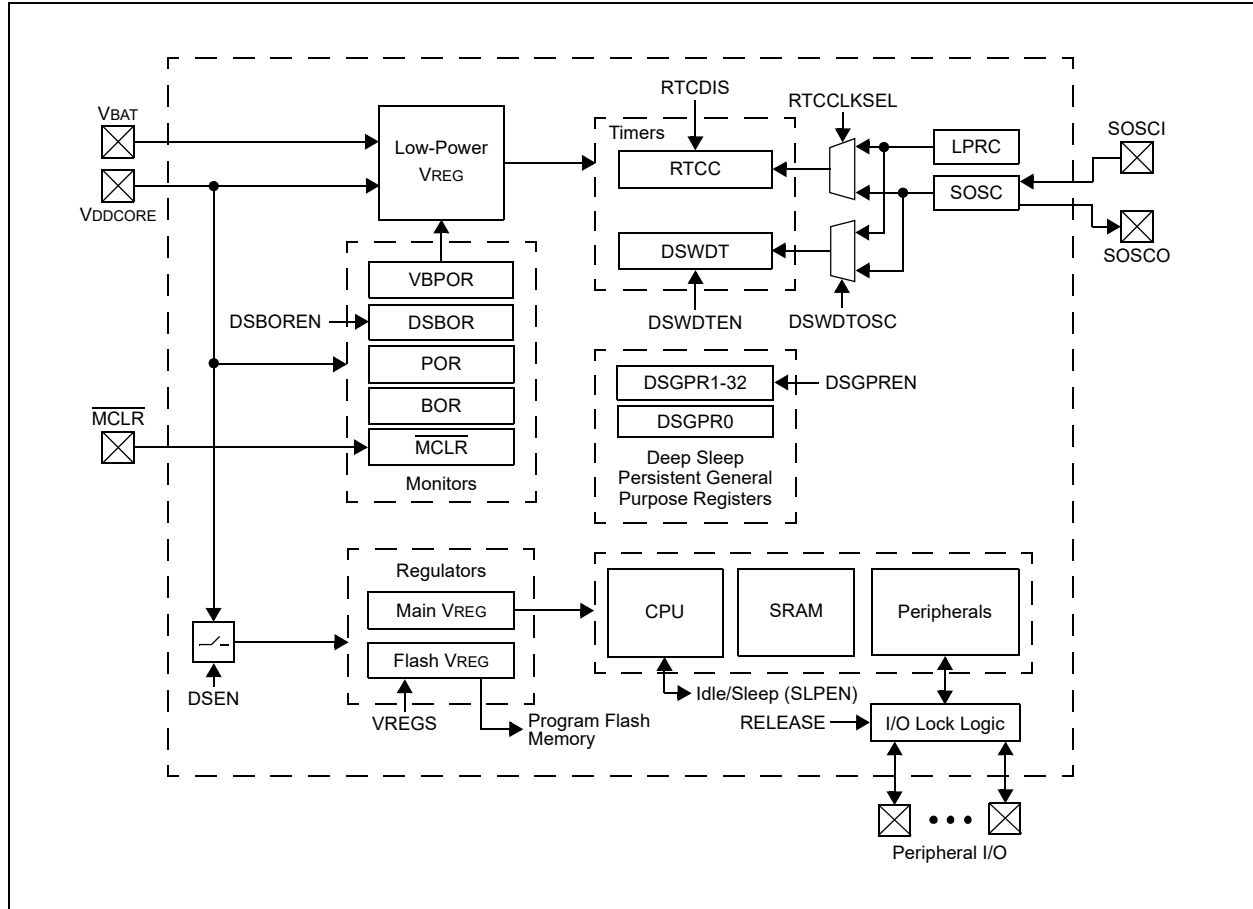 RTCDIS
RTCCLKSEL
VBAT
Timers
LPRC
SOSCI
Low-Power
VREG
RTCC
SOSC
VDDCORE
DSWDT
SOSCO
VBPOR
DSBOREN
DSBOR
DSWDTEN
DSWDTOSC
POR
DSGPR1-32
DSGPREN
MCLR
BOR
DSGPR0
MCLR
Monitors
Deep Sleep
Persistent General
Purpose Registers
Regulators
Main VREG
CPU
SRAM
Peripherals
Flash VREG
DSEN
Idle/Sleep (SLPEN)
VREGS
Program Flash
Memory
RELEASE
I/O Lock Logic
Peripheral I/O